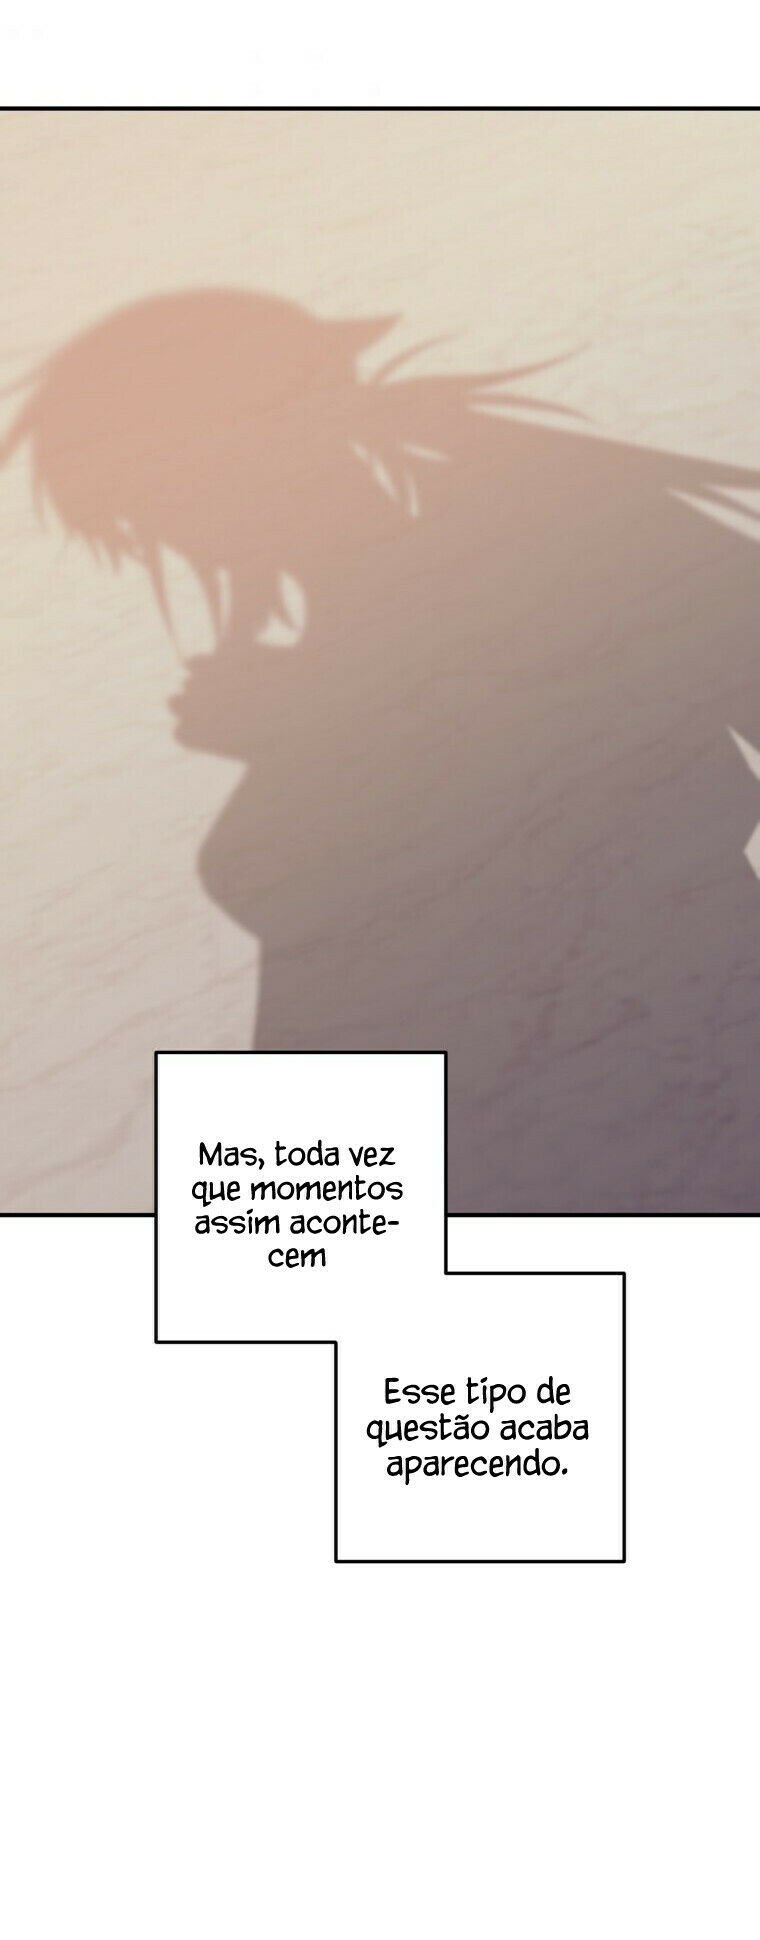 Mas, toda vez
que momentos
assim aconte-
cem
Esse tipo de
questão acaba
aparecendo.